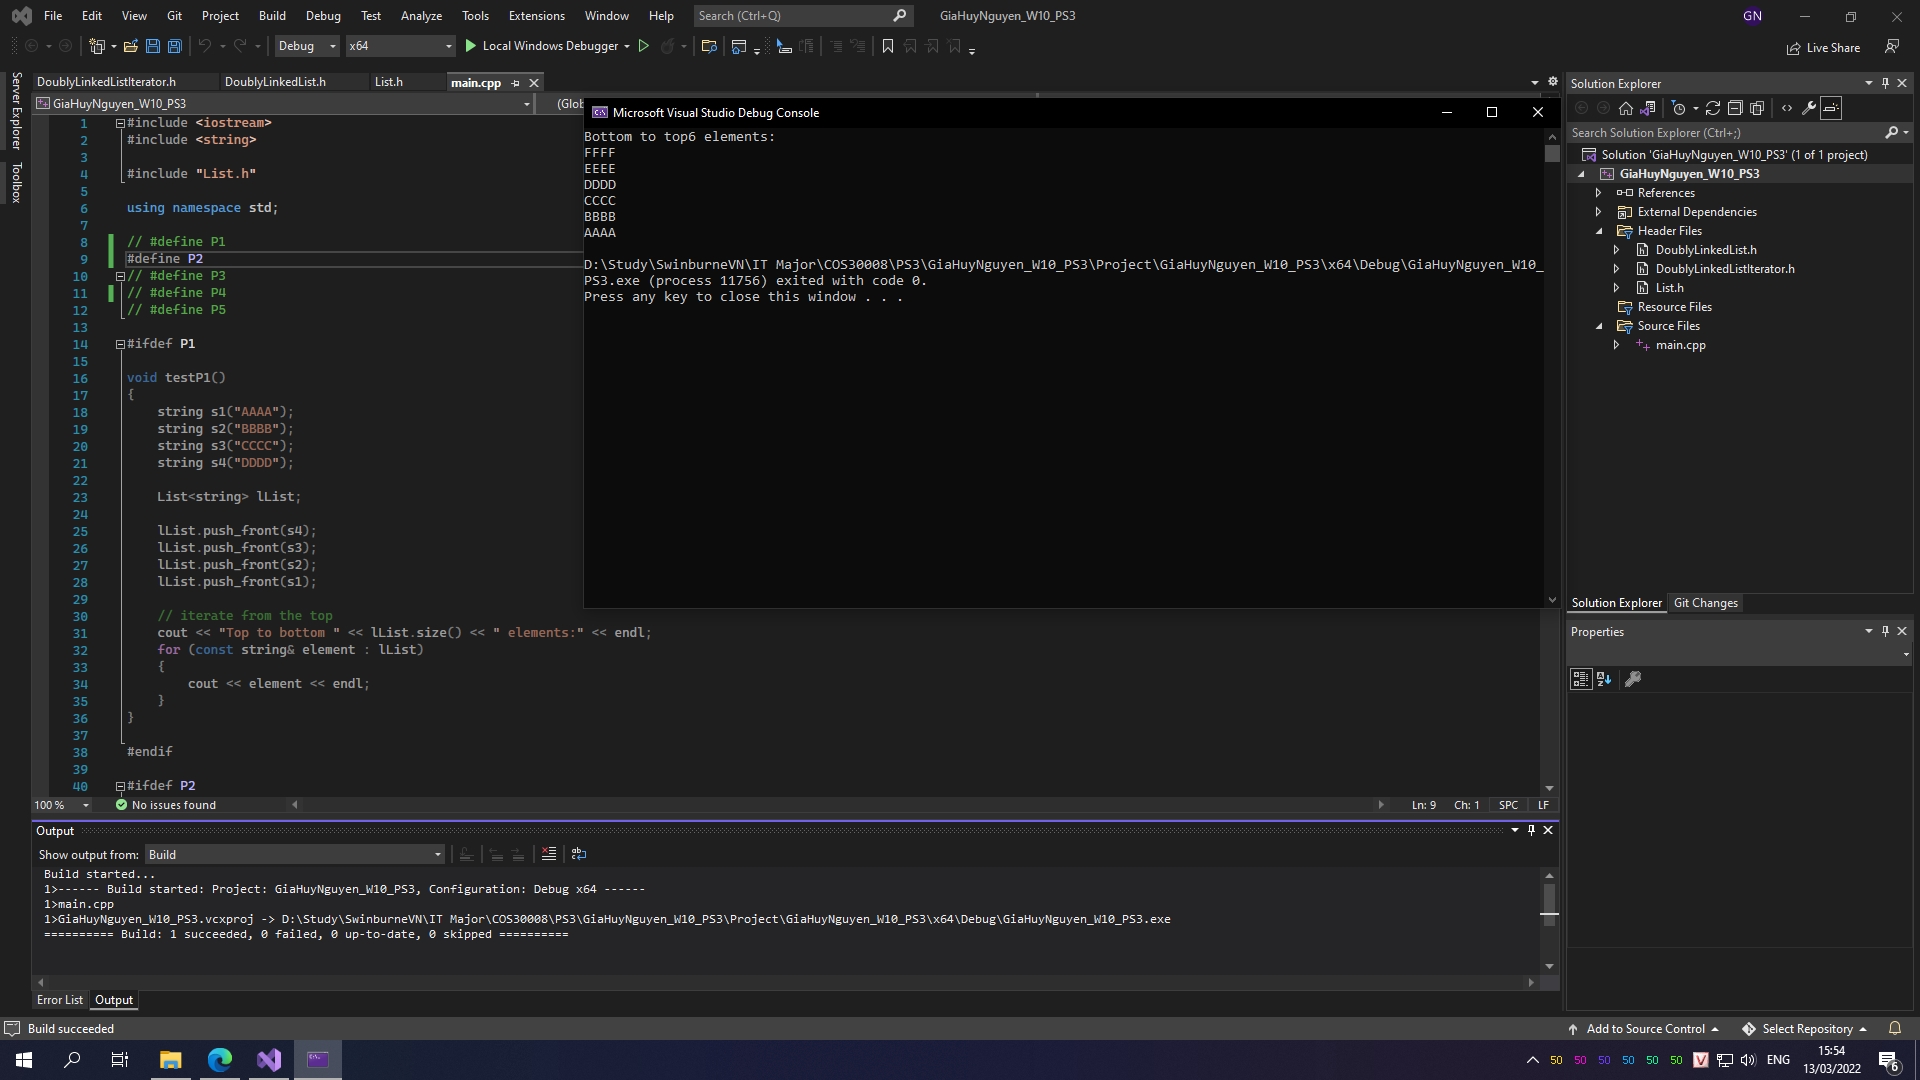 File Edit View Git Project Build Debug Test Analyze Tools Extensions Window Help Search (Ctrl+Q) GiaHuyNguyen_W10_PS3 GN
Debug x64 Local Windows Debugger Live Share
Server Explorer
Toolbox
DoublyLinkedListIterator.h DoublyLinkedList.h List.h main.cpp
GiaHuyNguyen_W10_PS3 (Glob
1 #include <iostream>
2 #include <string>
3
4 #include "List.h"
5
6 using namespace std;
7
8 // #define P1
9 #define P2
10 // #define P3
11 // #define P4
12 // #define P5
13
14 #ifdef P1
15
16 void testP1()
17 {
18 string s1("AAAA");
19 string s2("BBBB");
20 string s3("CCCC");
21 string s4("DDDD");
22
23 List<string> lList;
24
25 lList.push_front(s4);
26 lList.push_front(s3);
27 lList.push_front(s2);
28 lList.push_front(s1);
29
30 // iterate from the top
31 cout << "Top to bottom " << lList.size() << " elements:" << endl;
32 for (const string& element : lList)
33 {
34 cout << element << endl;
35 }
36 }
37
38 #endif
39
40 #ifdef P2
Microsoft Visual Studio Debug Console
Bottom to top6 elements:
FFFF
EEEE
DDDD
CCCC
BBBB
AAAA
D:\Study\SwinburneVN\IT Major\COS30008\PS3\GiaHuyNguyen_W10_PS3\Project\GiaHuyNguyen_W10_PS3\x64\Debug\GiaHuyNguyen_W10_
PS3.exe (process 11756) exited with code 0.
Press any key to close this window . . .
100 % No issues found Ln: 9 Ch: 1 SPC LF
Output
Show output from: Build
Build started...
1>------ Build started: Project: GiaHuyNguyen_W10_PS3, Configuration: Debug x64 ------
1>main.cpp
1>GiaHuyNguyen_W10_PS3.vcxproj -> D:\Study\SwinburneVN\IT Major\COS30008\PS3\GiaHuyNguyen_W10_PS3\Project\GiaHuyNguyen_W10_PS3\x64\Debug\GiaHuyNguyen_W10_PS3.exe
========== Build: 1 succeeded, 0 failed, 0 up-to-date, 0 skipped ==========
Error List Output
Solution Explorer
Search Solution Explorer (Ctrl+;)
Solution 'GiaHuyNguyen_W10_PS3' (1 of 1 project)
GiaHuyNguyen_W10_PS3
References
External Dependencies
Header Files
DoublyLinkedList.h
DoublyLinkedListIterator.h
List.h
Resource Files
Source Files
main.cpp
Solution Explorer Git Changes
Properties
Build succeeded Add to Source Control Select Repository
50 50 50 50 50 50 V ENG 15:54
13/03/2022 6